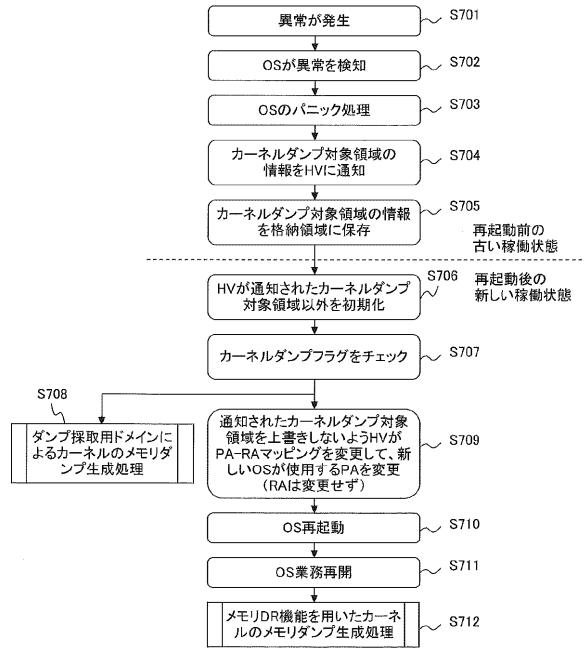 異常が発生
S701
OSが異常を検知
S702
OSのパニック処理
S703
カーネルダンプ対象領域の
情報をHVに通知
S704
カーネルダンプ対象領域の情報
を格納領域に保存
S705
再起動前の
古い稼働状態
HVが通知されたカーネルダンプ
対象領域以外を初期化
S706
再起動後の
新しい稼働状態
カーネルダンプフラグをチェック
S707
S708
ダンプ採取用ドメインに
よるカーネルのメモリダ
ンプ生成処理
通知されたカーネルダンプ対象
領域を上書きしないようHVが
PA-RAマッピングを変更して、新
しいOSが使用するPAを変更
(RAは変更せず)
S709
OS再起動
S710
OS業務再開
S711
メモリDR機能を用いたカーネ
ルのメモリダンプ生成処理
S712